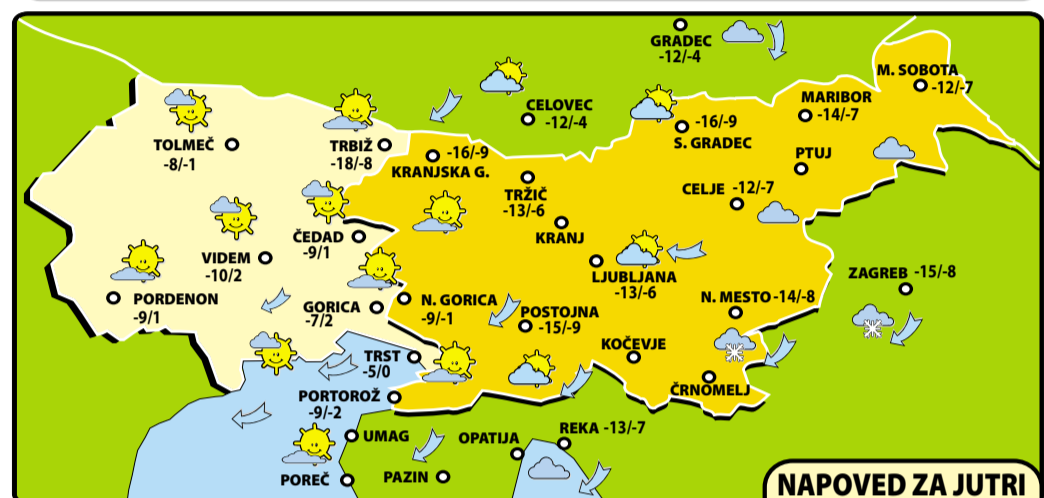 GRADEC
-12/-4
M. SOBOTA
-12/-7
MARIBOR
-14/-7
CELOVEC
-12/-4
-16/-9
S. GRADEC
TOLMEČ
-8/-1
TRBIŽ
-18/-8
-16/-9
KRANJSKA G.
PTUJ
TRŽIČ
-13/-6
CELJE -12/-7
KRANJ
ČEDAD
-9/1
VIDEM
-10/2
LJUBLJANA
-13/-6
ZAGREB -15/-8
PORDENON
-9/1
GORICA
-7/2
N. GORICA
-9/-1
N. MESTO -14/-8
POSTOJNA
-15/-9
KOČEVJE
TRST
-5/0
ČRNOMELJ
PORTOROŽ
-9/-2
UMAG
OPATIJA
REKA -13/-7
POREČ
PAZIN
NAPOVED ZA JUTRI